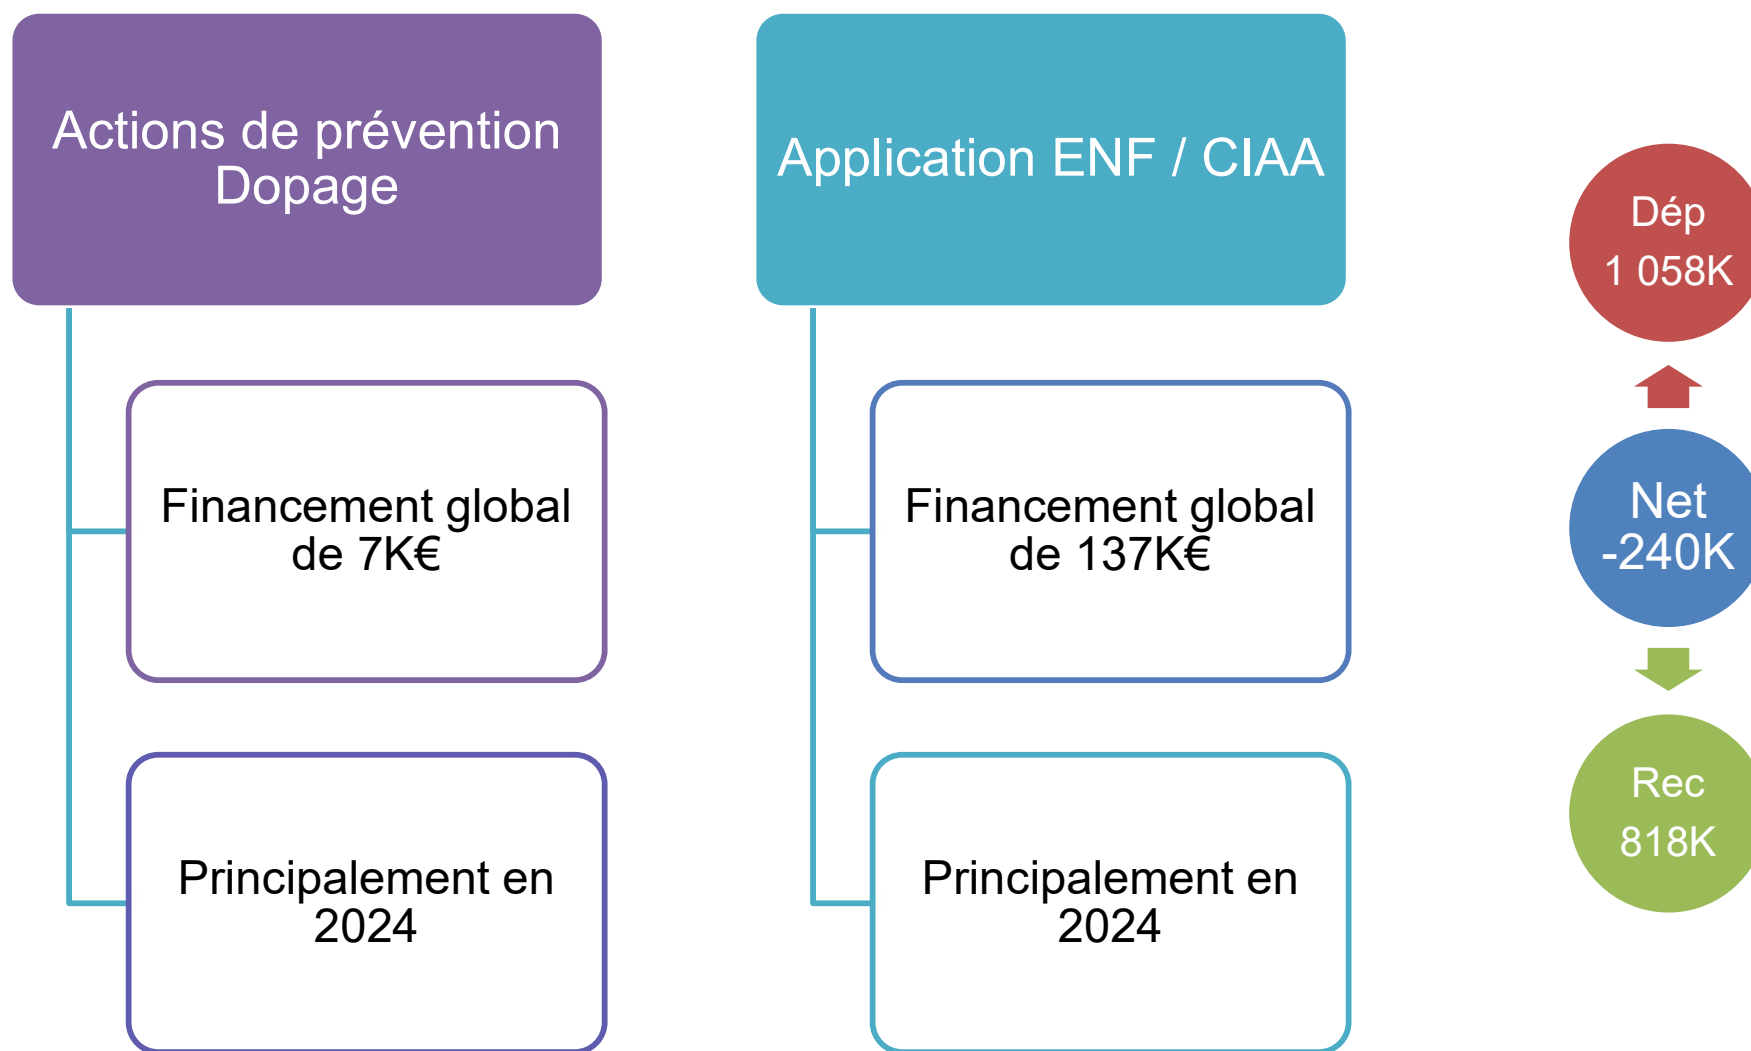 Actions de prévention
Dopage
Financement global
de 7K€
Principalement en
2024
Application ENF / CIAA
Financement global
de 137K€
Principalement en
2024
Dép
1 058K
Net
-240K
Rec
818K